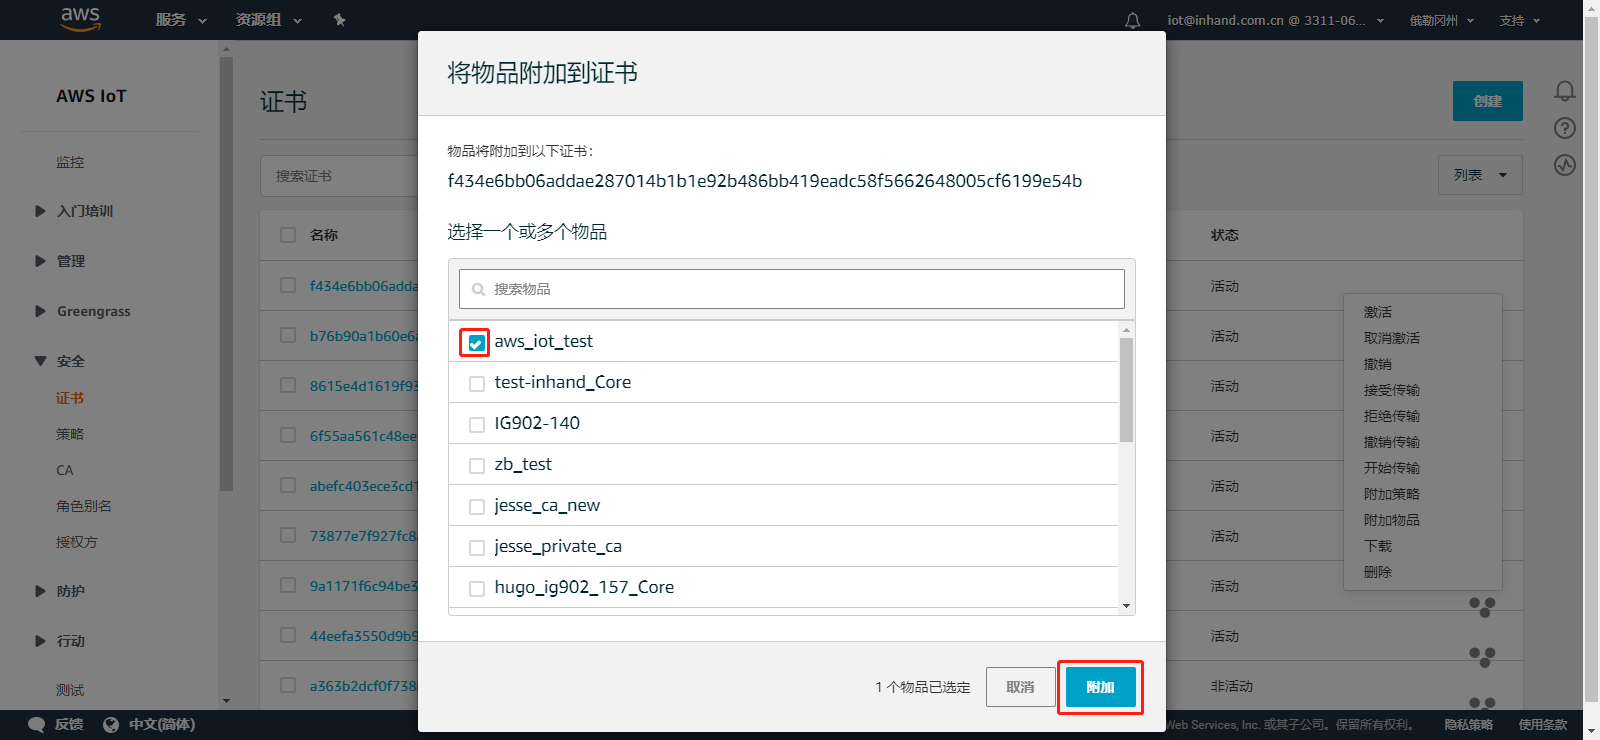 aws
服务
资源组
iot@inhand.com.cn @ 3311-06...
俄勒冈州
支持
AWS IoT
监控
入门培训
管理
Greengrass
安全
证书
策略
CA
角色别名
授权方
防护
行动
测试
证书
创建
搜索证书
列表
名称
状态
f434e6bb06adda
活动
b76b90a1b60e6
活动
8615e4d1619f93
活动
6f55aa561c48ee
活动
abefc403ece3cd1
活动
73877e7f927fc8
活动
9a1171f6c94be3
活动
44eefa3550d9b9
活动
a363b2dcf0f738
非活动
激活
取消激活
撤销
接受传输
拒绝传输
撤销传输
开始传输
附加策略
附加物品
下载
删除
将物品附加到证书
物品将附加到以下证书：
f434e6bb06addae287014b1b1e92b486bb419eadc58f5662648005cf6199e54b
选择一个或多个物品
搜索物品
aws_iot_test
test-inhand_Core
IG902-140
zb_test
jesse_ca_new
jesse_private_ca
hugo_ig902_157_Core
1 个物品已选定
取消
附加
反馈
中文(简体)
Web Services, Inc. 或其子公司。保留所有权利。
隐私策略
使用条款